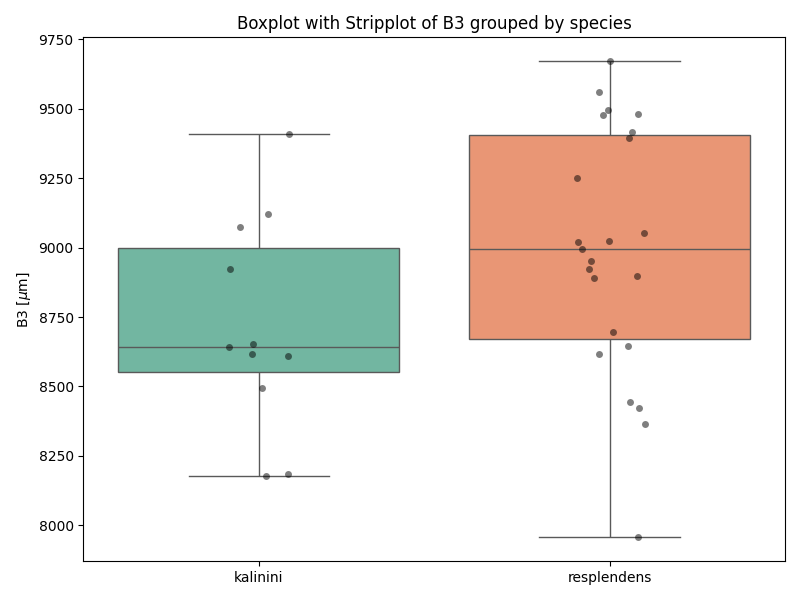 Boxplot with Stripplot of B3 grouped by species
9750
9500
9250
9000
8750
8500
8250
8000
B3 [μm]
kalinini
resplendens